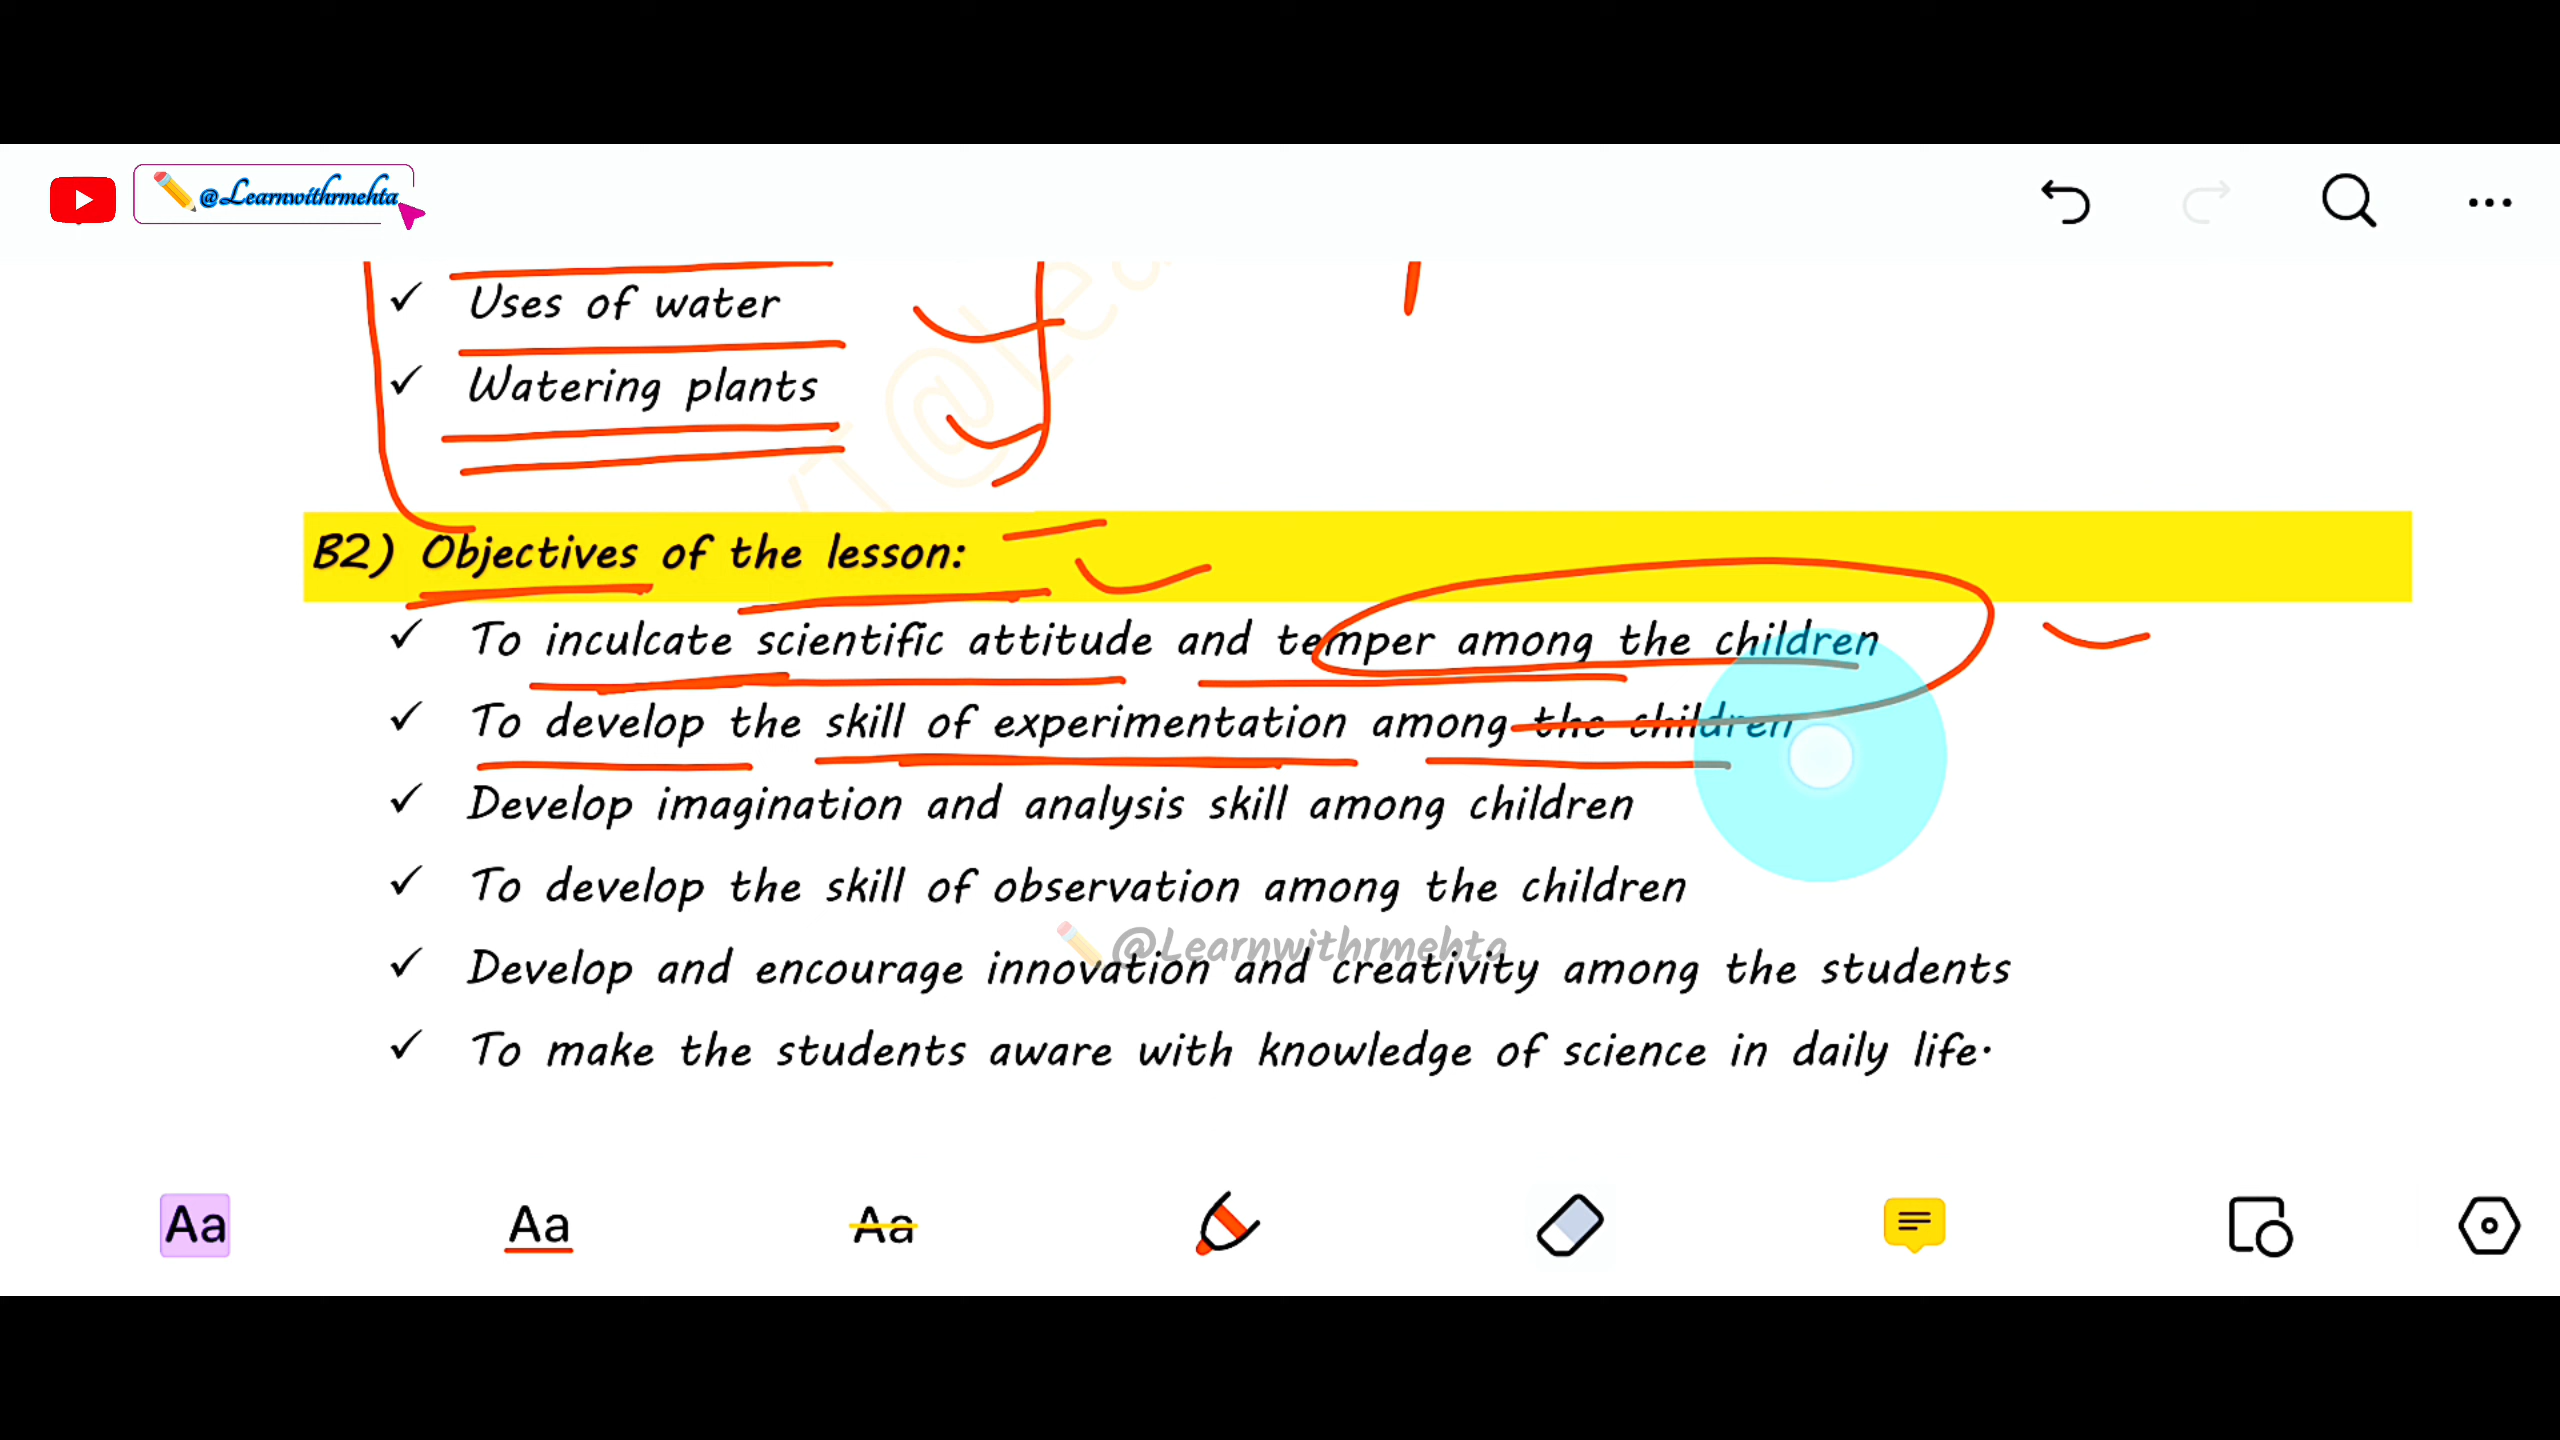 @Learnwithrmehta
✓ Uses of water
✓ Watering plants
B2) Objectives of the lesson:
✓ To inculcate scientific attitude and temper among the children
✓ To develop the skill of experimentation among the children
✓ Develop imagination and analysis skill among children
✓ To develop the skill of observation among the children
@Learnwithrmehta
✓ Develop and encourage innovation and creativity among the students
✓ To make the students aware with knowledge of science in daily life.
Aa Aa Aa